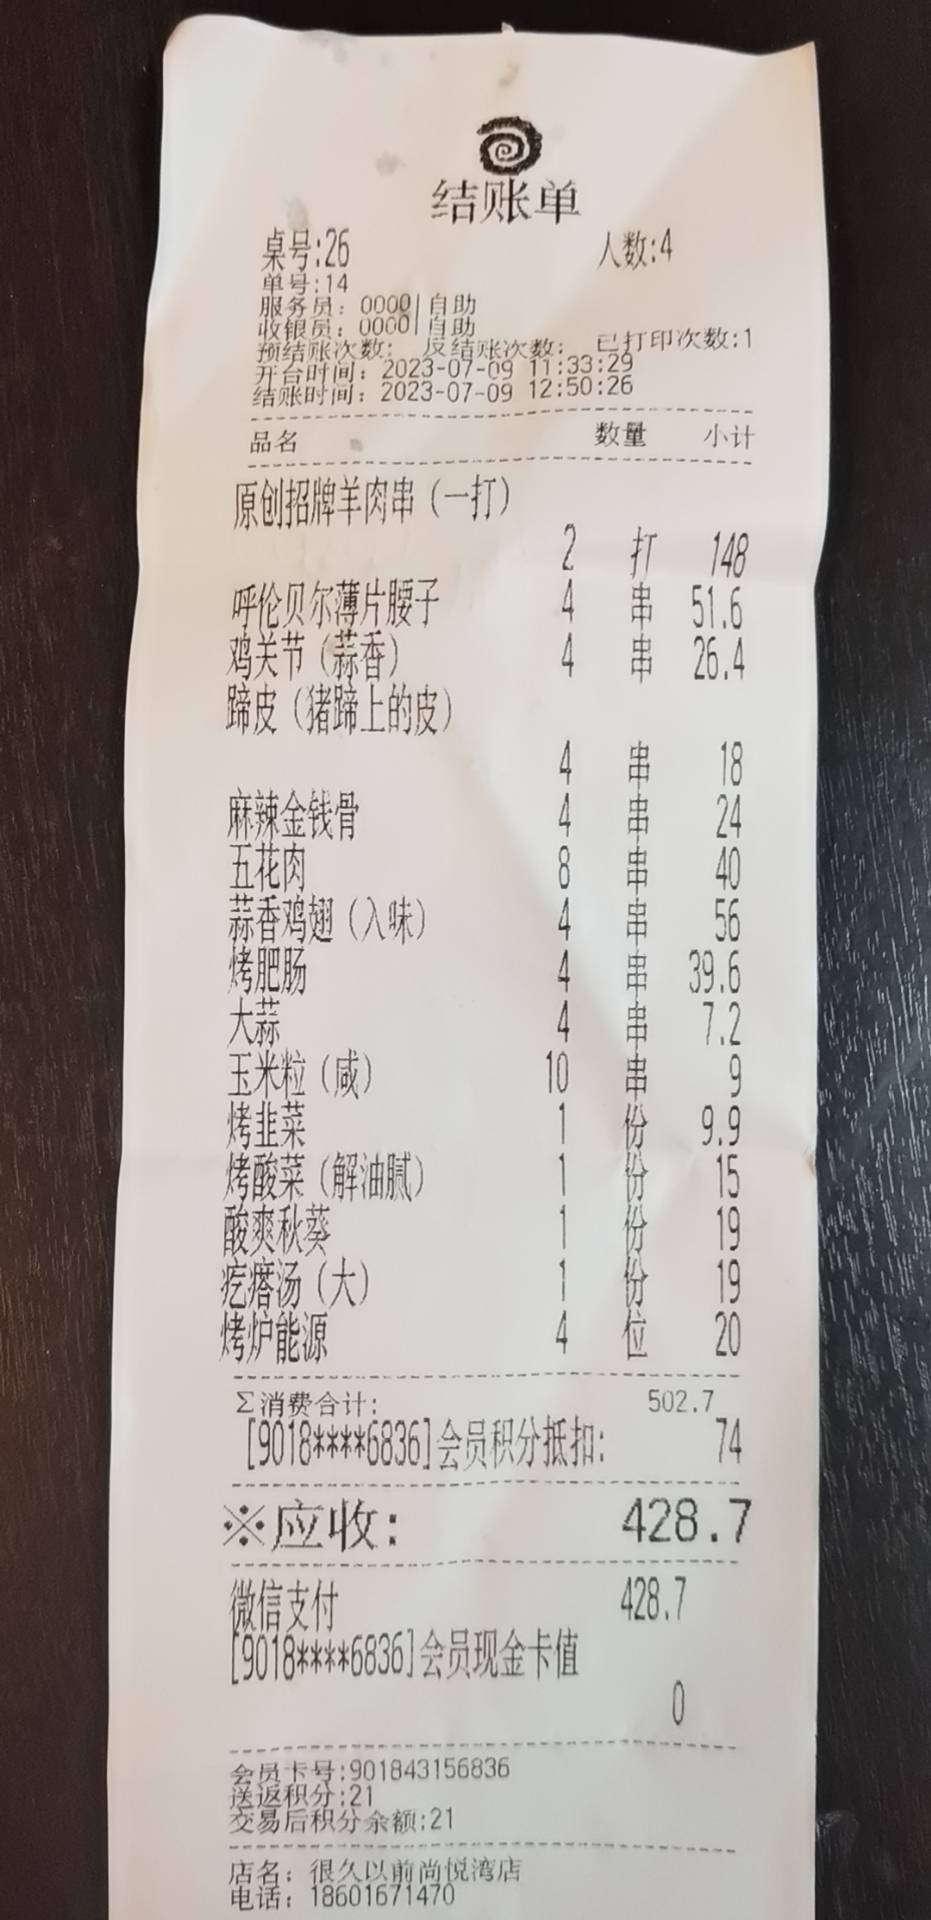 结账单
桌号:26 人数:4
单号:14
服务员: 0000|自助
收银员: 0000|自助
预结账次数: 反结账次数: 已打印次数:1
开台时间: 2023-07-09 11:33:29
结账时间: 2023-07-09 12:50:26
品名 数量 小计
原创招牌羊肉串(一打)
2 打 148
呼伦贝尔薄片腰子 4 串 51.6
鸡关节(蒜香) 4 串 26.4
蹄皮(猪蹄上的皮)
4 串 18
麻辣金钱骨 4 串 24
五花肉 8 串 40
蒜香鸡翅(入味) 4 串 56
烤肥肠 4 串 39.6
大蒜 4 串 7.2
玉米粒(咸) 10 串 9
烤韭菜 1 份 9.9
烤酸菜(解油腻) 1 份 15
酸爽秋葵 1 份 19
疙瘩汤(大) 1 份 19
烤炉能源 4 位 20
Σ消费合计: 502.7
[9018****6836]会员积分抵扣: 74
※应收: 428.7
微信支付 428.7
[9018****6836]会员现金卡值
0
会员卡号:901843156836
送返积分:21
交易后积分余额:21
店名: 很久以前尚悦湾店
电话: 18601671470